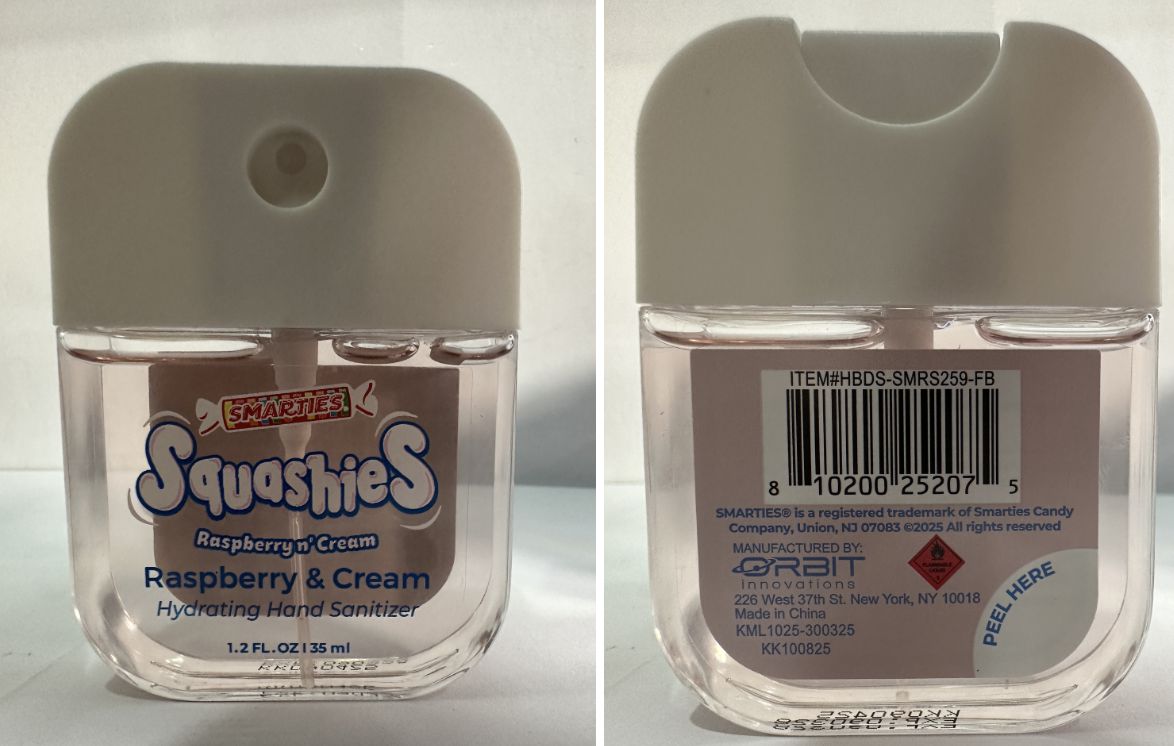 SMARTIES
Squashies
Raspberry n' Cream
Raspberry & Cream
Hydrating Hand Sanitizer
1.2 FL.OZ I 35 ml
ITEM#HBDS-SMRS259-FB
8 10200 25207 5
SMARTIES® is a registered trademark of Smarties Candy
Company, Union, NJ 07083 ©2025 All rights reserved
MANUFACTURED BY:
ORBIT
innovations
FLAMMABLE
LIQUID
3
226 West 37th St. New York, NY 10018
Made in China
KML1025-300325
KK100825
PEEL HERE